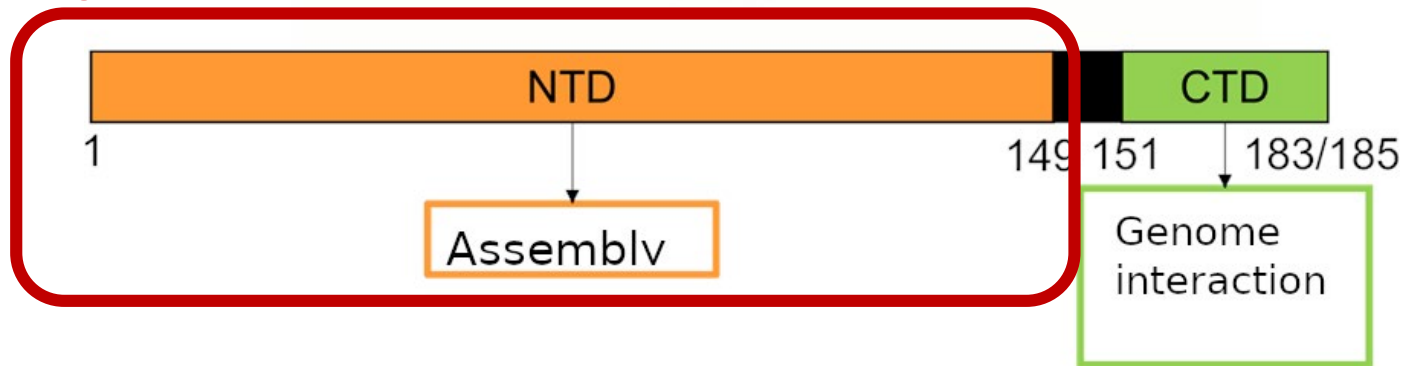 NTD CTD
1 149 151 183/185
Assembly
Genome
interaction